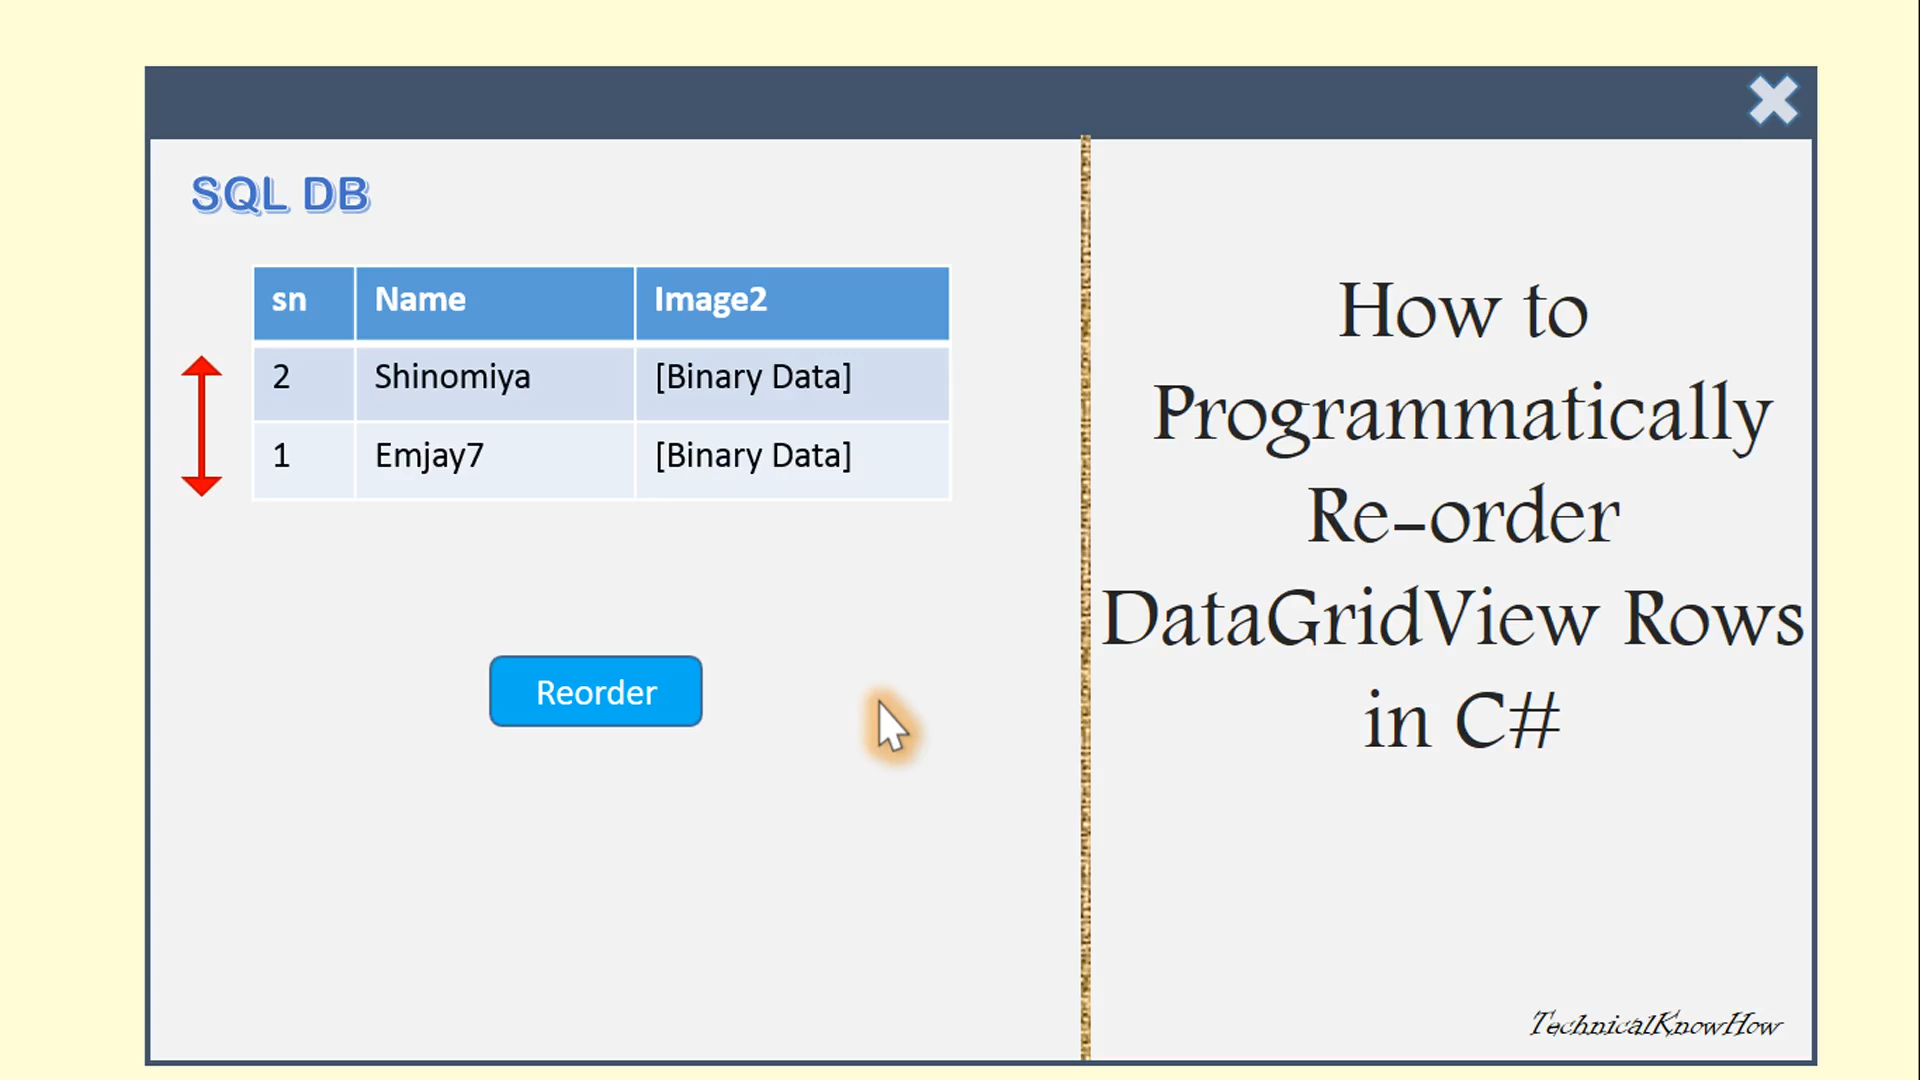 SQL DB
sn Name Image2
2 Shinomiya [Binary Data]
1 Emjay7 [Binary Data]
Reorder
How to
Programmatically
Re-order
DataGridView Rows
in C#
TechnicalKnowHow